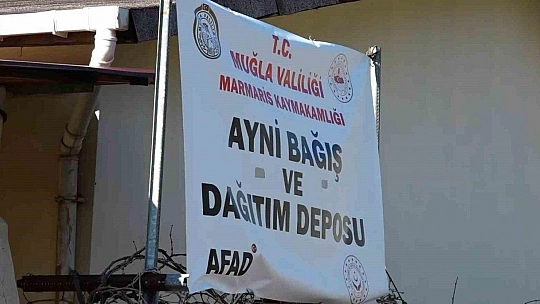 T.C.
MUĞLA VALİLİĞİ
MARMARİS KAYMAKAMLIĞI
AYNİ BAĞIŞ
VE
DAĞITIM DEPOSU
AFAD